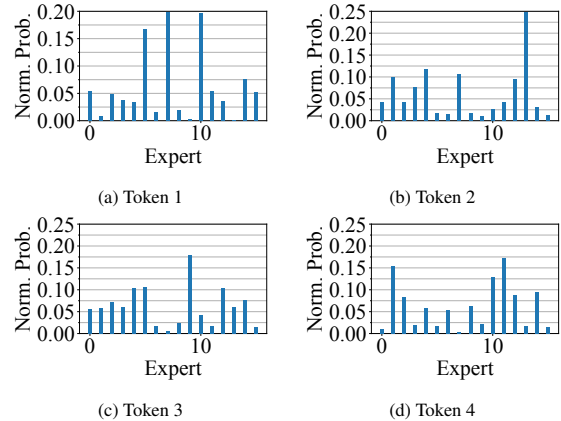 Norm. Prob.
0.20
0.15
0.10
0.05
0.00
0
10
Expert
(a) Token 1
Norm. Prob.
0.25
0.20
0.15
0.10
0.05
0.00
0
10
Expert
(b) Token 2
Norm. Prob.
0.25
0.20
0.15
0.10
0.05
0.00
0
10
Expert
(c) Token 3
Norm. Prob.
0.25
0.20
0.15
0.10
0.05
0.00
0
10
Expert
(d) Token 4